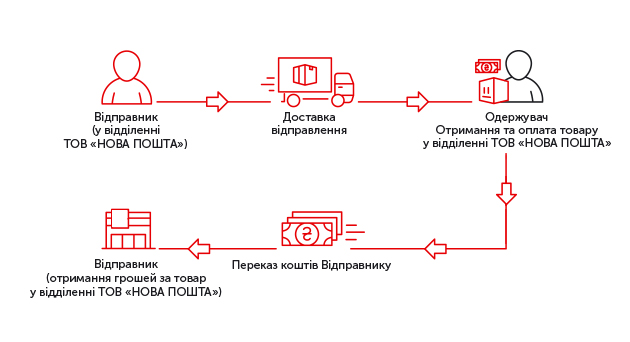 Відправник
(у відділенні
ТОВ «НОВА ПОШТА»)
Доставка
відправлення
Одержувач
Отримання та оплата товару
у відділенні ТОВ «НОВА ПОШТА»
Відправник
(отримання грошей за товар
у відділенні ТОВ «НОВА ПОШТА»)
Переказ коштів Відправнику